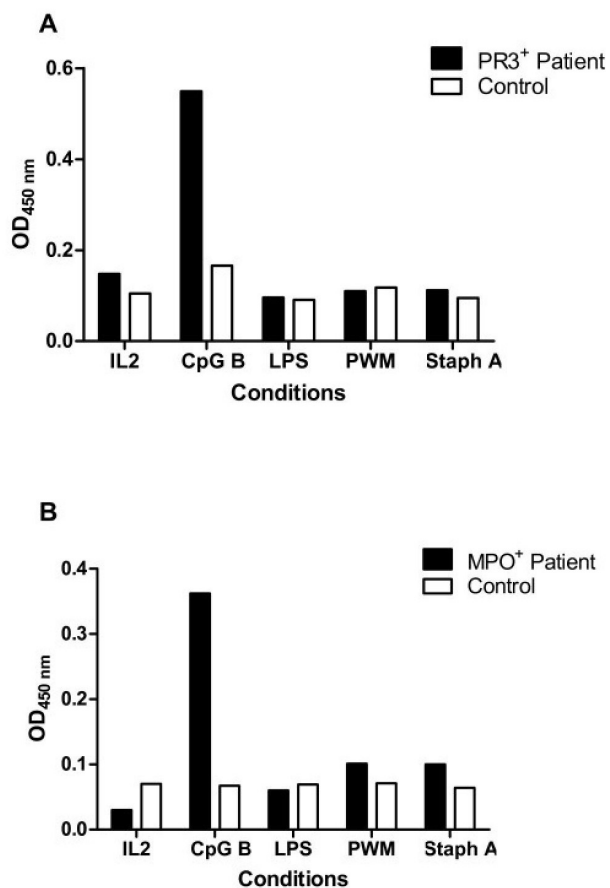 A
PR3+ Patient
Control
0.6
0.4
0.2
0.0
OD450 nm
IL2 CpG B LPS PWM Staph A
Conditions
B
MPO+ Patient
Control
0.4
0.3
0.2
0.1
0.0
OD450 nm
IL2 CpG B LPS PWM Staph A
Conditions